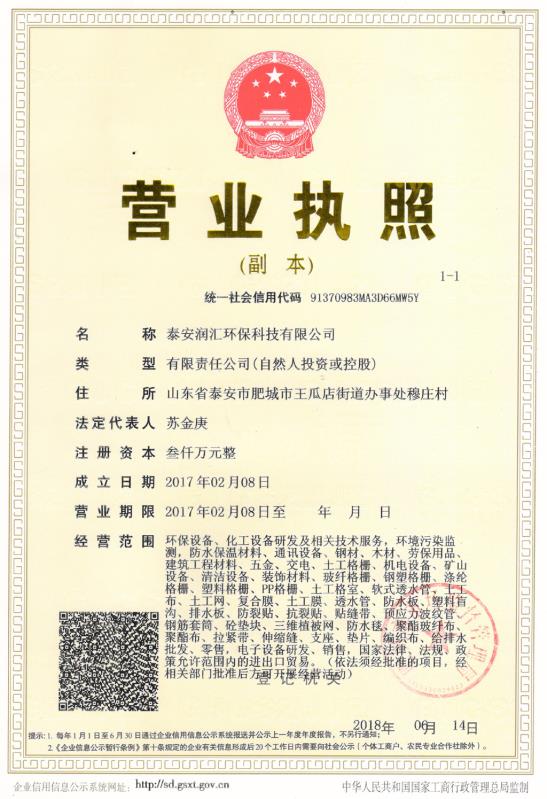 营业执照
(副 本)
1-1
统一社会信用代码 91370983MA3D66MW5Y
名 称 泰安润汇环保科技有限公司
类 型 有限责任公司(自然人投资或控股)
住 所 山东省泰安市肥城市王瓜店街道办事处穆庄村
法定代表人 苏金庚
注册资本 叁仟万元整
成立日期 2017年02月08日
营业期限 2017年02月08日至 年 月 日
经营范围 环保设备、化工设备研发及相关技术服务,环境污染监
测,防水保温材料、通讯设备、钢材、木材、劳保用品、
建筑工程材料、五金、交电、土工格栅、机电设备、矿山
设备、清洁设备、装饰材料、玻纤格栅、钢塑格栅、涤纶
格栅、塑料格栅、PP格栅、土工格室、软式透水管、土工
布、土工网、复合膜、土工膜、透水管、防水板、塑料盲
沟、排水板、防裂贴、抗裂贴、贴缝带、预应力波纹管、
钢筋套筒、砼垫块、三维植被网、防水毯、聚酯玻纤布、
聚酯布、拉紧带、伸缩缝、支座、垫片、编织布、给排水
批发、零售,电子设备研发、销售,国家法律、法规、政
策允许范围内的进出口贸易。(依法须经批准的项目,经
相关部门批准后方可开展经营活动)
登记机关
2018年 06月 14日
提示:1. 每年1月1日至6月30日通过企业信用信息公示系统报送并公示上一年度年度报告,不另行通知;
2.《企业信息公示暂行条例》第十条规定的企业有关信息形成后20个工作日内需要向社会公示(个体工商户、农民专业合作社除外)。
企业信用信息公示系统网址: http://sd.gsxt.gov.cn 中华人民共和国国家工商行政管理总局监制